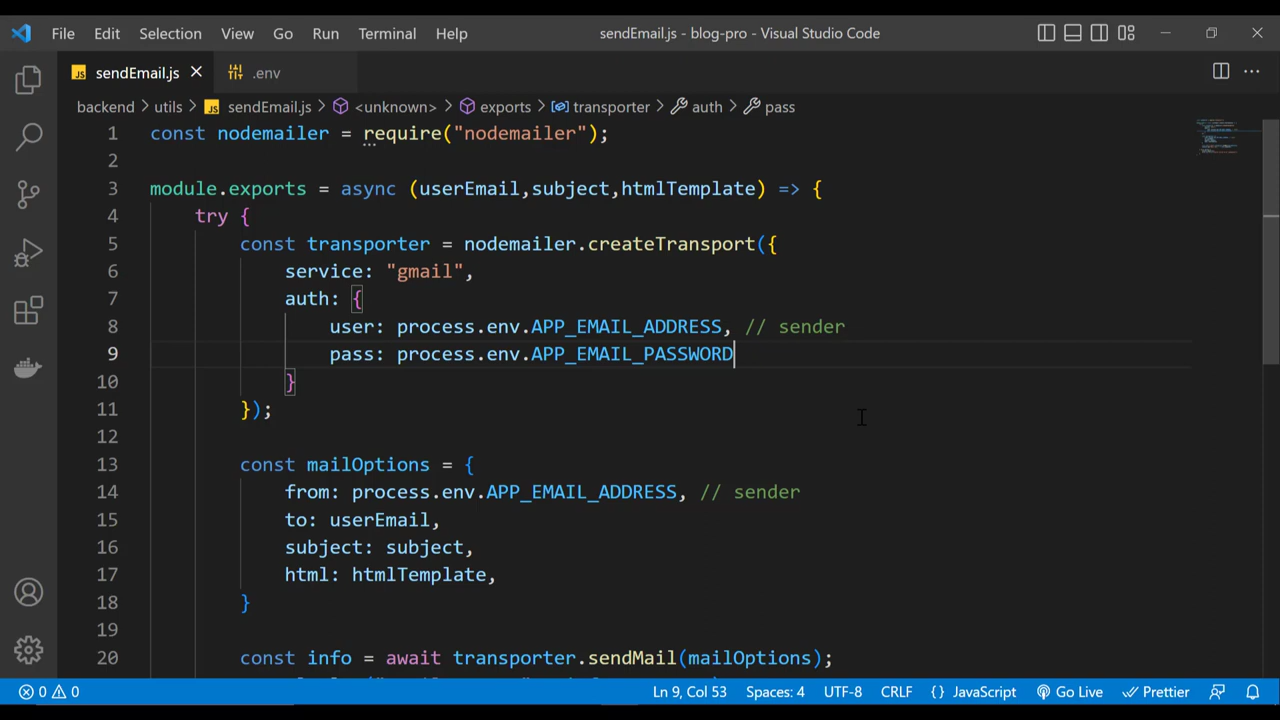 File Edit Selection View Go Run Terminal Help sendEmail.js - blog-pro - Visual Studio Code
JS sendEmail.js .env
backend > utils > JS sendEmail.js > <unknown> > exports > transporter > auth > pass
1 const nodemailer = require("nodemailer");
2
3 module.exports = async (userEmail,subject,htmlTemplate) => {
4 try {
5 const transporter = nodemailer.createTransport({
6 service: "gmail",
7 auth: {
8 user: process.env.APP_EMAIL_ADDRESS, // sender
9 pass: process.env.APP_EMAIL_PASSWORD
10 }
11 });
12
13 const mailOptions = {
14 from: process.env.APP_EMAIL_ADDRESS, // sender
15 to: userEmail,
16 subject: subject,
17 html: htmlTemplate,
18 }
19
20 const info = await transporter.sendMail(mailOptions);
0 0 Ln 9, Col 53 Spaces: 4 UTF-8 CRLF {} JavaScript Go Live Prettier